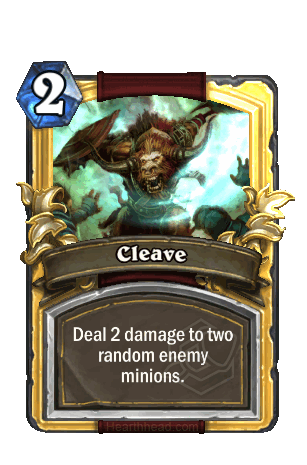 2
Cleave
Deal 2 damage to two
random enemy
minions.
Hearthhead.com